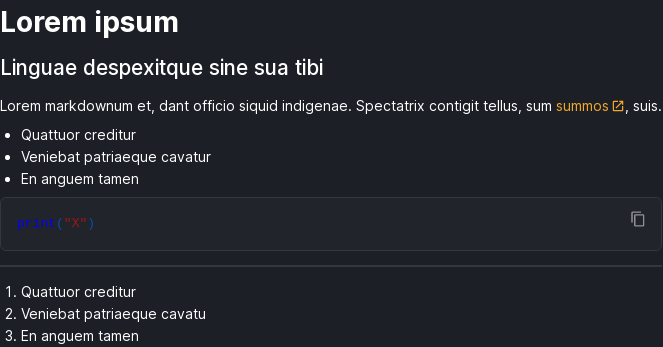 Lorem ipsum
Linguae despexitque sine sua tibi
Lorem markdownum et, dant officio siquid indigenae. Spectatrix contigit tellus, sum summos, suis.
• Quattuor creditur
• Veniebat patriaeque cavatur
• En anguem tamen
print("X")
1. Quattuor creditur
2. Veniebat patriaeque cavatu
3. En anguem tamen